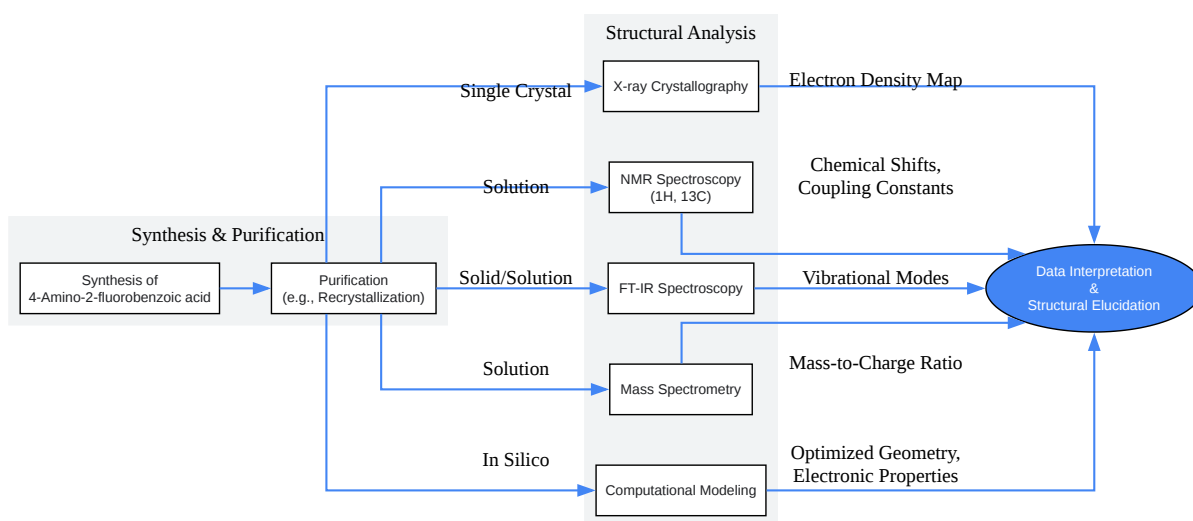 Structural Analysis
Single Crystal
X-ray Crystallography
Electron Density Map
Solution
NMR Spectroscopy
(1H, 13C)
Chemical Shifts,
Coupling Constants
Synthesis & Purification
Synthesis of
4-Amino-2-fluorobenzoic acid
Purification
(e.g., Recrystallization)
Solid/Solution
FT-IR Spectroscopy
Vibrational Modes
Data Interpretation
&
Structural Elucidation
Solution
Mass Spectrometry
Mass-to-Charge Ratio
In Silico
Computational Modeling
Optimized Geometry,
Electronic Properties